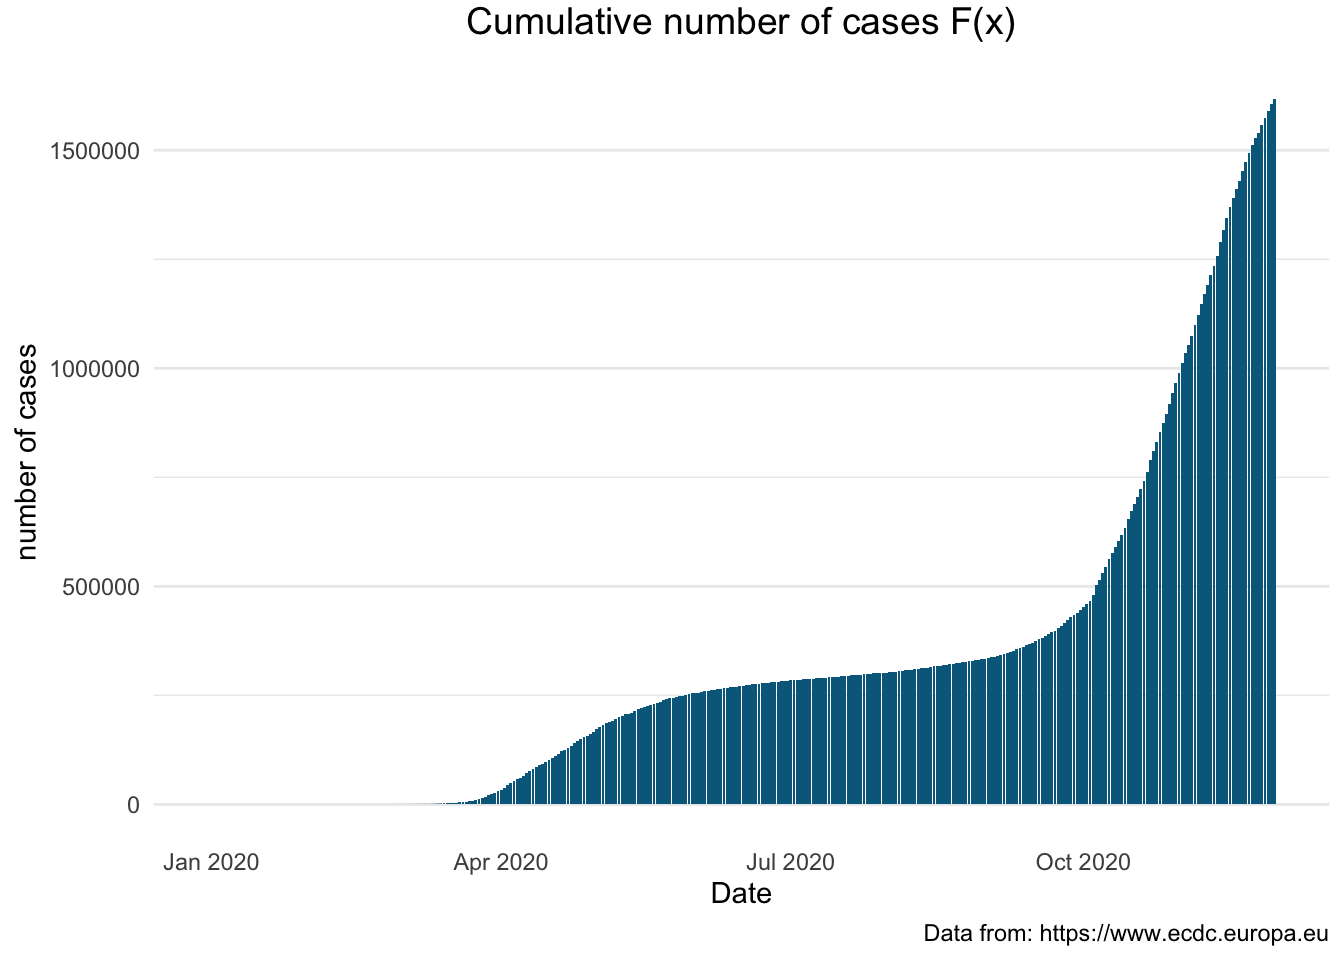 Cumulative number of cases F(x)
number of cases
1500000
1000000
500000
0
Jan 2020
Apr 2020
Jul 2020
Oct 2020
Date
Data from: https://www.ecdc.europa.eu